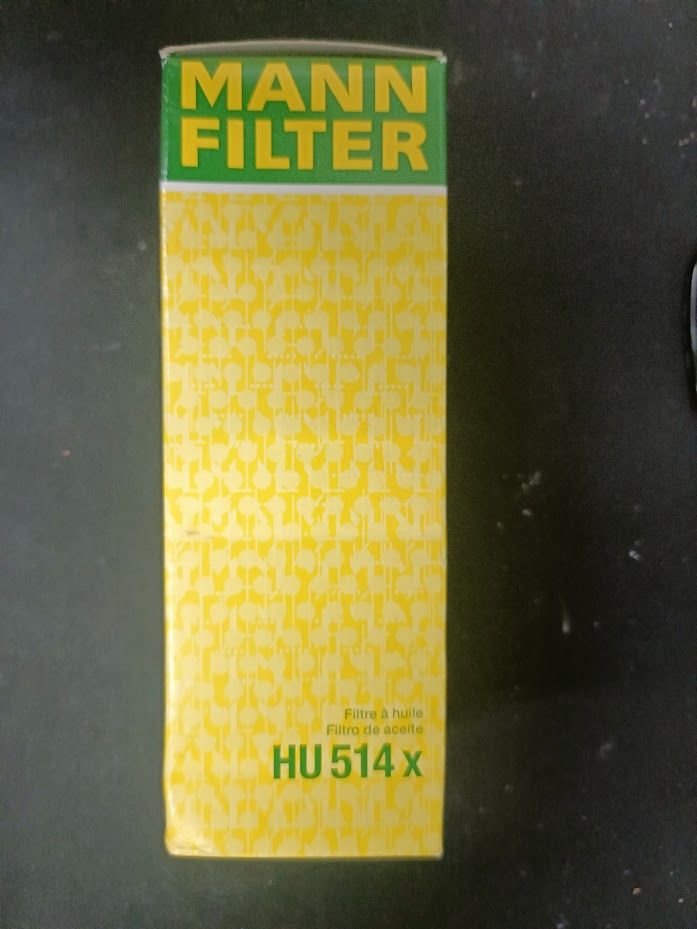 MANN
FILTER
Filtre à huile
Filtro de aceite
HU 514 x